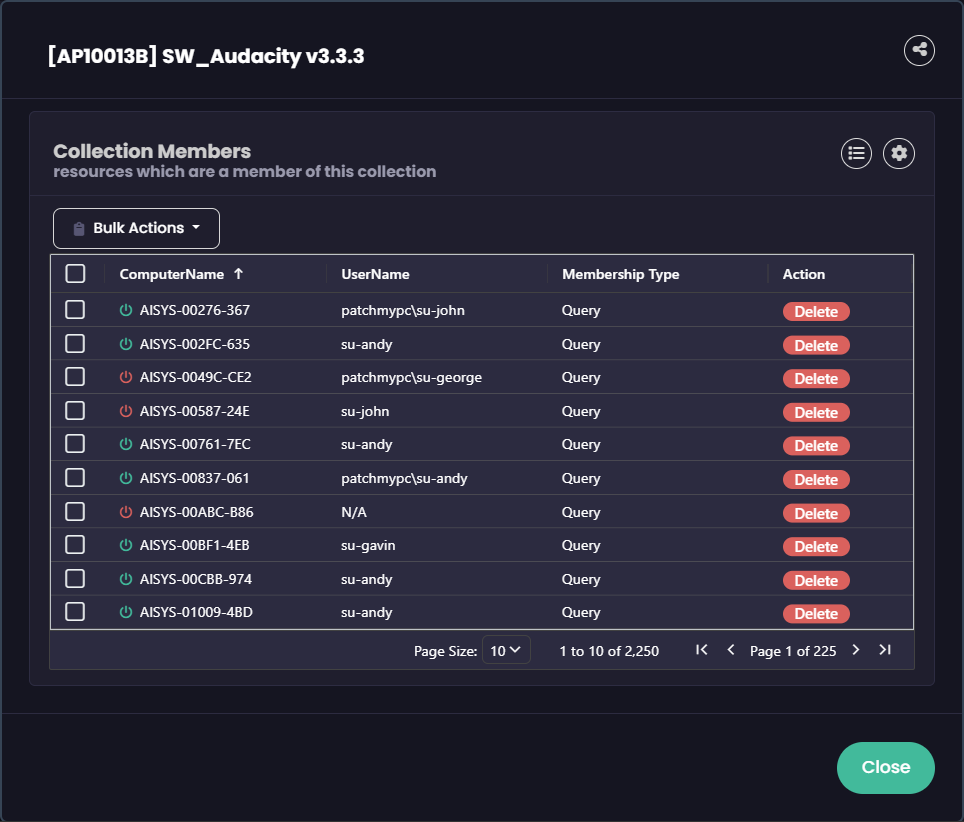 [AP10013B] SW_Audacity v3.3.3
Collection Members
resources which are a member of this collection
Bulk Actions
ComputerName ↑ UserName Membership Type Action
AISYS-00276-367 patchmypc\su-john Query Delete
AISYS-002FC-635 su-andy Query Delete
AISYS-0049C-CE2 patchmypc\su-george Query Delete
AISYS-00587-24E su-john Query Delete
AISYS-00761-7EC su-andy Query Delete
AISYS-00837-061 patchmypc\su-andy Query Delete
AISYS-00ABC-B86 N/A Query Delete
AISYS-00BF1-4EB su-gavin Query Delete
AISYS-00CBB-974 su-andy Query Delete
AISYS-01009-4BD su-andy Query Delete
Page Size: 10 1 to 10 of 2,250 Page 1 of 225
Close